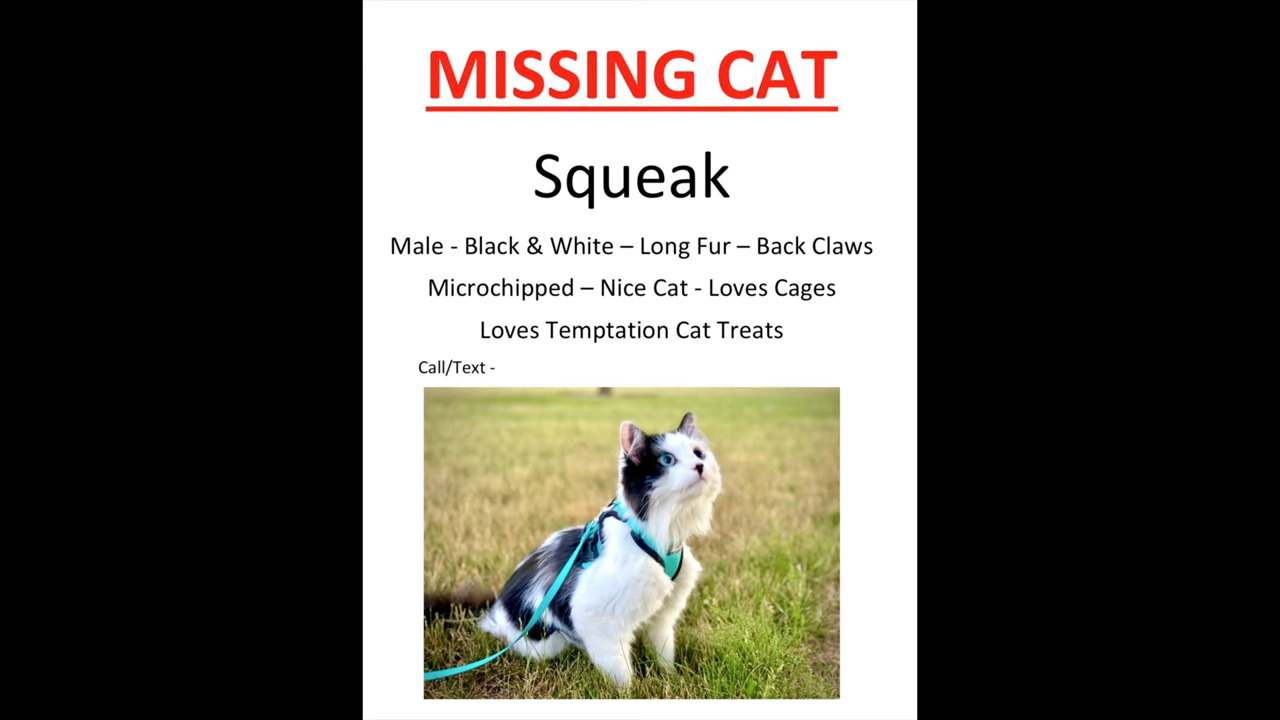 MISSING CAT
Squeak
Male - Black & White – Long Fur – Back Claws
Microchipped – Nice Cat - Loves Cages
Loves Temptation Cat Treats
Call/Text -